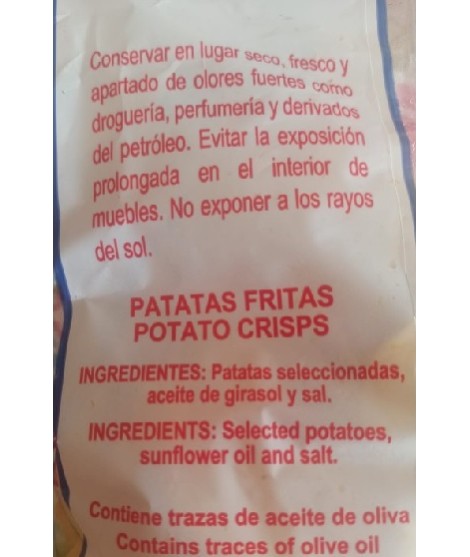 Conservar en lugar seco, fresco y
apartado de olores fuertes como
droguería, perfumería y derivados
del petróleo. Evitar la exposición
prolongada en el interior de
muebles. No exponer a los rayos
del sol.
PATATAS FRITAS
POTATO CRISPS
INGREDIENTES: Patatas seleccionadas,
aceite de girasol y sal.
INGREDIENTS: Selected potatoes,
sunflower oil and salt.
Contiene trazas de aceite de oliva
Contains traces of olive oil